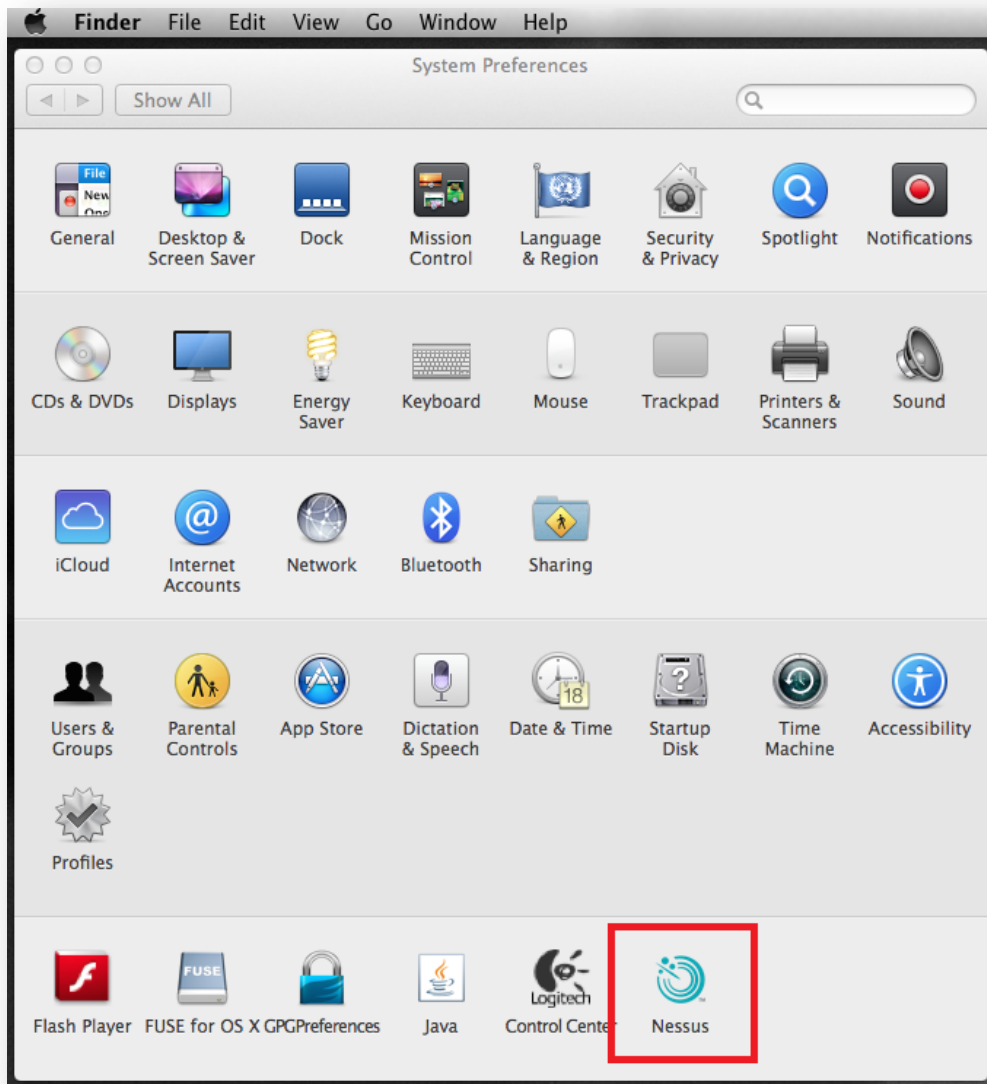 Finder File Edit View Go Window Help
System Preferences
Show All
File
New
General
Desktop &
Screen Saver
Dock
Mission
Control
Language
& Region
Security
& Privacy
Spotlight
Notifications
CDs & DVDs
Displays
Energy
Saver
Keyboard
Mouse
Trackpad
Printers &
Scanners
Sound
iCloud
@
Internet
Accounts
Network
Bluetooth
Sharing
Users &
Groups
Parental
Controls
App Store
Dictation
& Speech
18
Date & Time
?
Startup
Disk
Time
Machine
Accessibility
Profiles
Flash Player
FUSE
FUSE for OS X
GPGPreferences
Java
Logitech
Control Center
Nessus